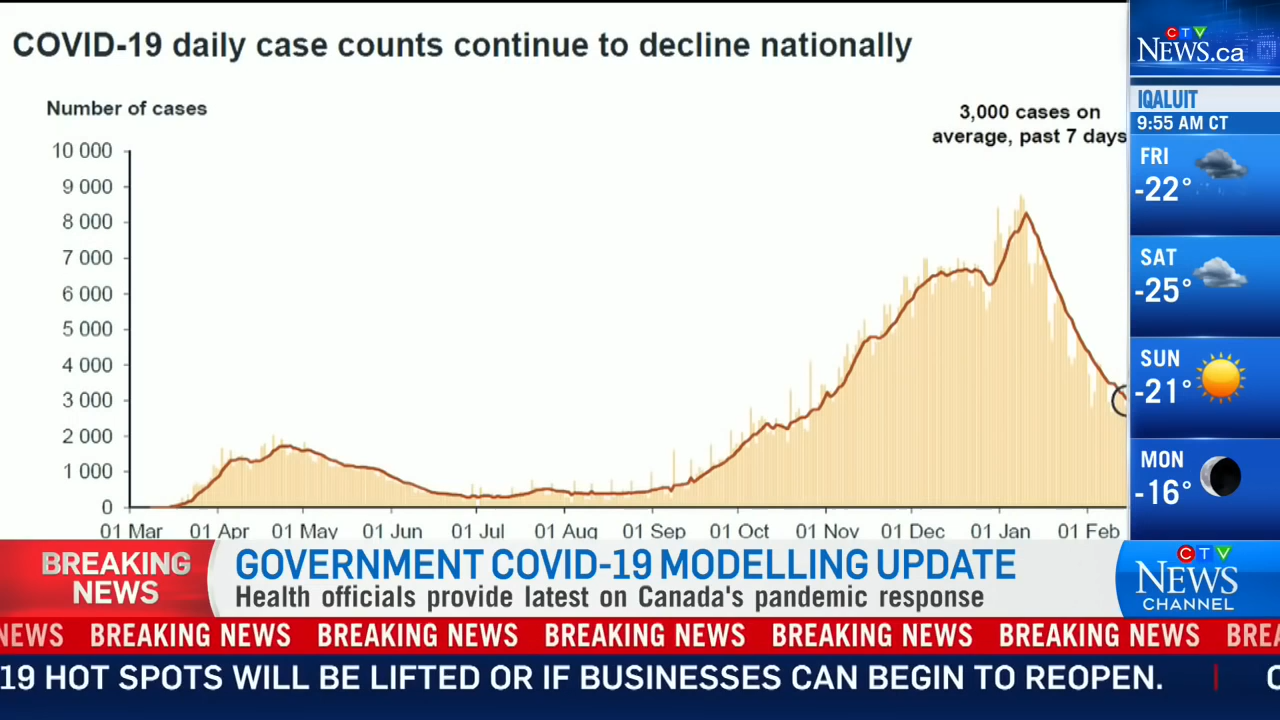 COVID-19 daily case counts continue to decline nationally
Number of cases
3,000 cases on
average, past 7 days
10 000
9 000
8 000
7 000
6 000
5 000
4 000
3 000
2 000
1 000
0
01 Mar 01 Apr 01 May 01 Jun 01 Jul 01 Aug 01 Sep 01 Oct 01 Nov 01 Dec 01 Jan 01 Feb
CTV
NEWS.ca
IQALUIT
9:55 AM CT
FRI
-22°
SAT
-25°
SUN
-21°
MON
-16°
BREAKING
NEWS
GOVERNMENT COVID-19 MODELLING UPDATE
Health officials provide latest on Canada's pandemic response
CTV
NEWS
CHANNEL
NEWS BREAKING NEWS BREAKING NEWS BREAKING NEWS BREAKING NEWS BREAKING NEWS BREA
19 HOT SPOTS WILL BE LIFTED OR IF BUSINESSES CAN BEGIN TO REOPEN. |